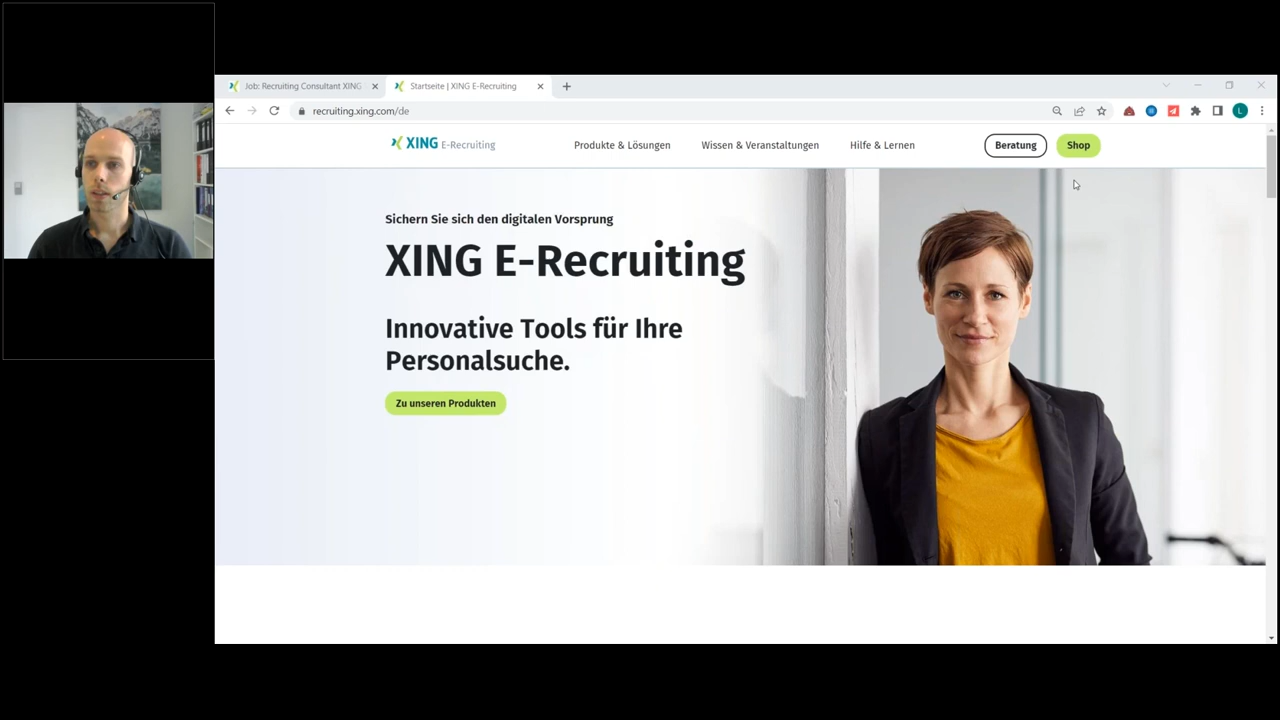 Job: Recruiting Consultant XING
Startseite | XING E-Recruiting
recruiting.xing.com/de
L
XING E-Recruiting
Produkte & Lösungen
Wissen & Veranstaltungen
Hilfe & Lernen
Beratung
Shop
Sichern Sie sich den digitalen Vorsprung
XING E-Recruiting
Innovative Tools für Ihre
Personalsuche.
Zu unseren Produkten